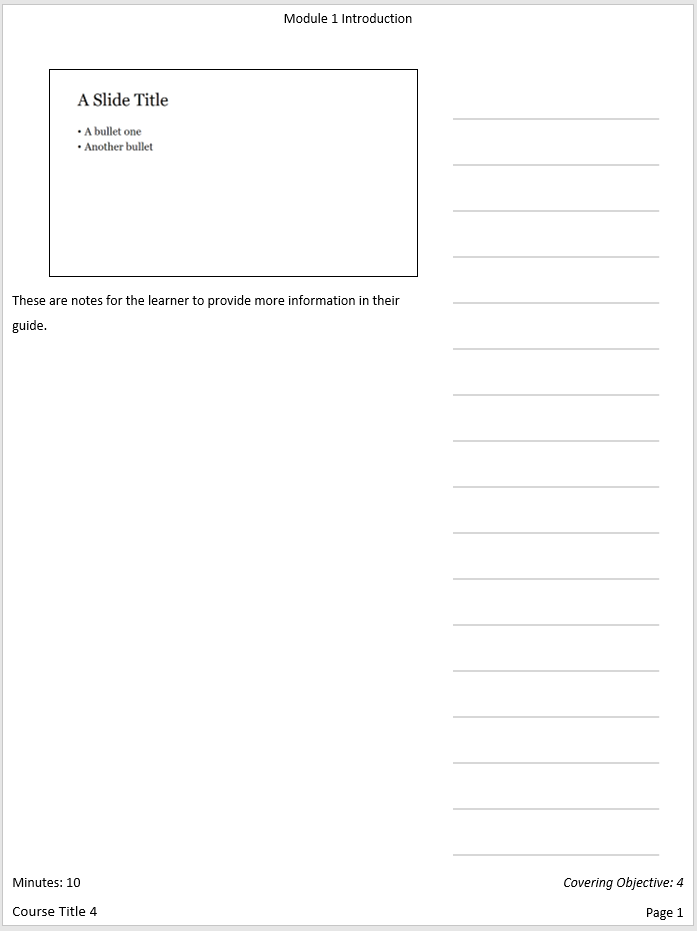 Module 1 Introduction
A Slide Title
• A bullet one
• Another bullet
These are notes for the learner to provide more information in their
guide.
Minutes: 10
Covering Objective: 4
Course Title 4
Page 1